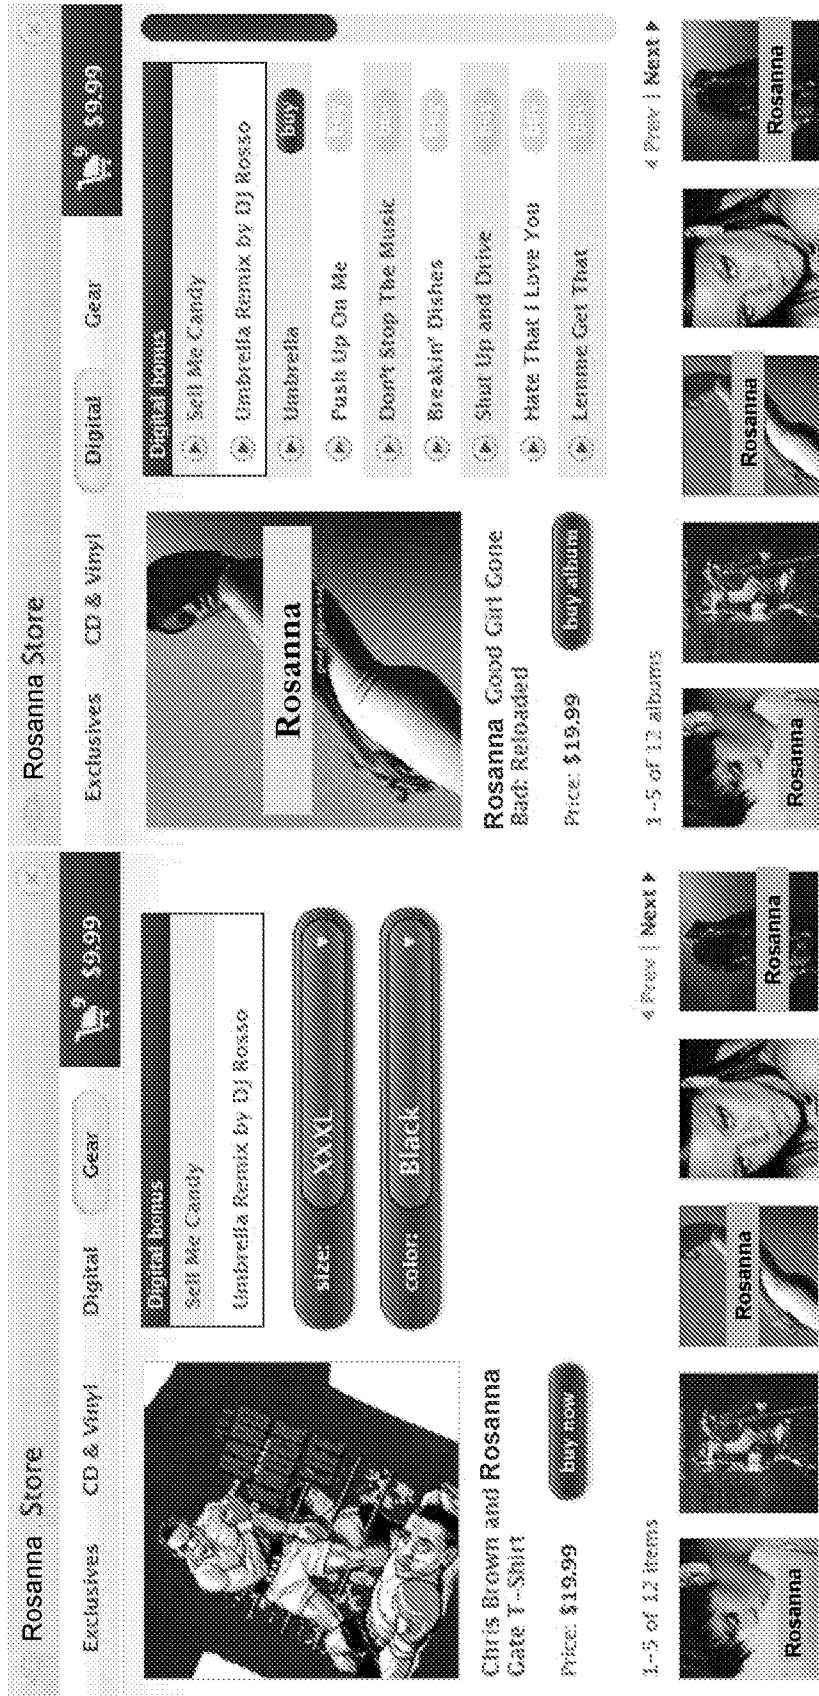 Rosanna Store
×
Exclusives
CD & Vinyl
Digital
Gear
$9.99
Digital bonus
Sell Me Candy
Umbrella Remix by DJ Rosso
size:
XXXL
color:
Black
Chris Brown and Rosanna
Gate T-Shirt
Price: $19.99
buy now
1-5 of 12 items
Prev | Next
Rosanna
Rosanna
Rosanna
Rosanna Store
×
Exclusives
CD & Vinyl
Digital
Gear
$9.99
Rosanna
Digital bonus
Sell Me Candy
Umbrella Remix by DJ Rosso
Umbrella
buy
Push Up On Me
Don't Stop The Music
Breakin' Dishes
Shut Up and Drive
Hate That I Love You
Lemme Get That
Rosanna Good Girl Gone
Bad: Reloaded
Price: $19.99
buy album
1-5 of 12 albums
Prev | Next
Rosanna
Rosanna
Rosanna